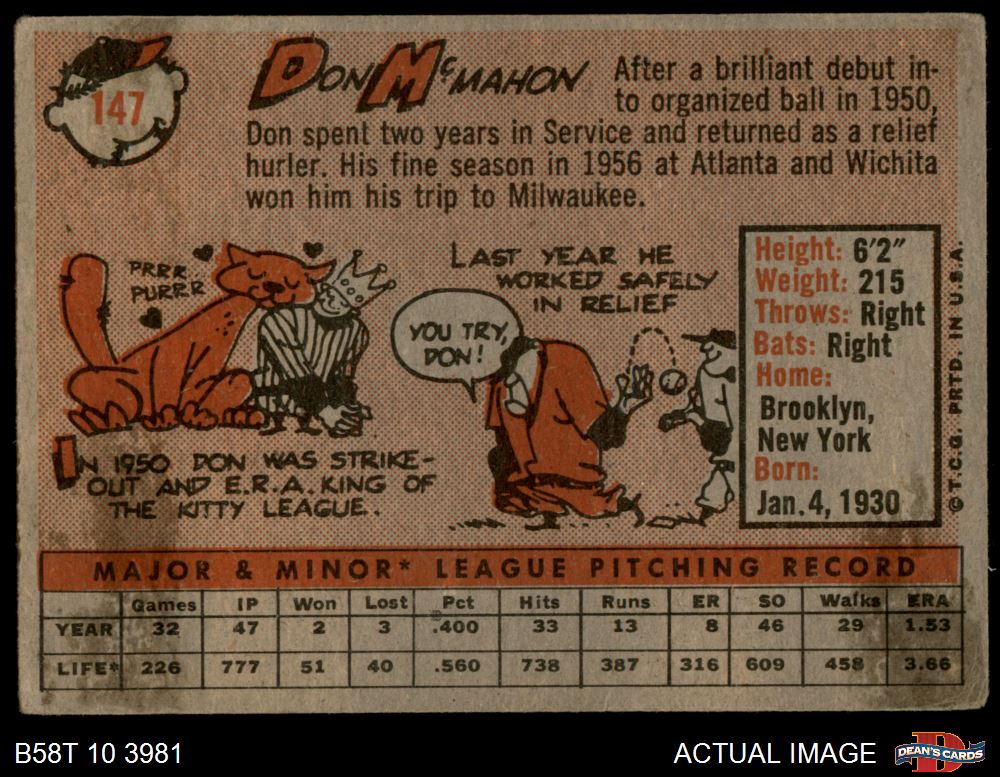 147
DON McMAHON
After a brilliant debut in-
to organized ball in 1950,
Don spent two years in Service and returned as a relief
hurler. His fine season in 1956 at Atlanta and Wichita
won him his trip to Milwaukee.
PRRR
PURRR
LAST YEAR HE
WORKED SAFELY
IN RELIEF
YOU TRY,
DON!
IN 1950 DON WAS STRIKE-
OUT AND E.R.A. KING OF
THE KITTY LEAGUE.
Height: 6'2"
Weight: 215
Throws: Right
Bats: Right
Home:
Brooklyn,
New York
Born:
Jan. 4, 1930
© T.C.G. PRTD. IN U.S.A.
MAJOR & MINOR* LEAGUE PITCHING RECORD
Games IP Won Lost Pct Hits Runs ER SO Walks ERA
YEAR 32 47 2 3 .400 33 13 8 46 29 1.53
LIFE* 226 777 51 40 .560 738 387 316 609 458 3.66
B58T 10 3981
ACTUAL IMAGE
D
DEAN'S CARDS